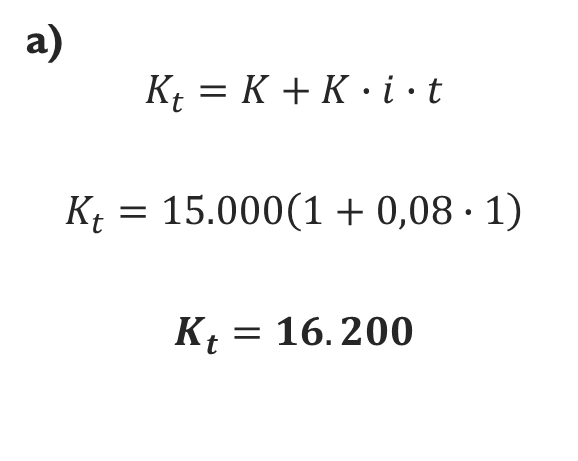 a)
Kₜ = K + K · i · t
Kₜ = 15.000(1 + 0,08 · 1)
Kₜ = 16.200